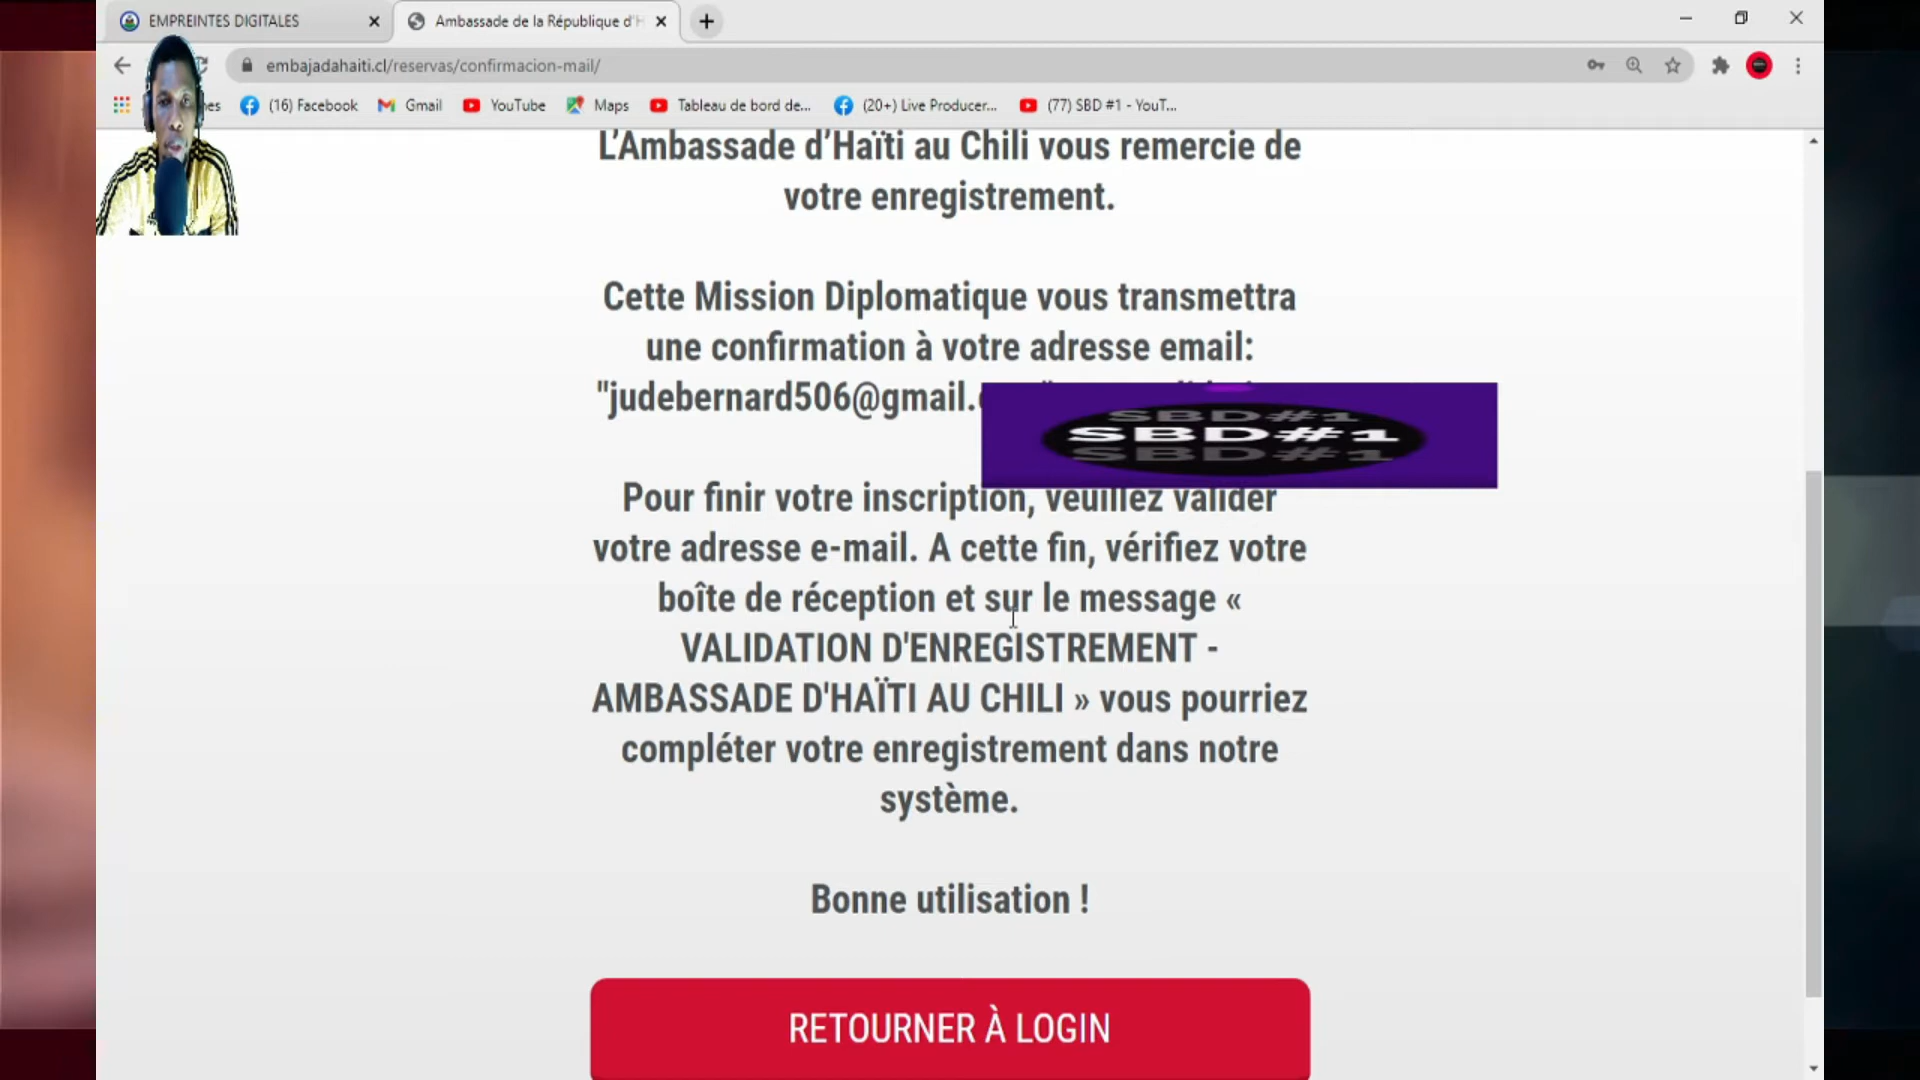 EMPREINTES DIGITALES
Ambassade de la République d'H
embajadahaiti.cl/reservas/confirmacion-mail/
(16) Facebook
Gmail
YouTube
Maps
Tableau de bord de...
(20+) Live Producer...
(77) SBD #1 - YouT...
L'Ambassade d'Haïti au Chili vous remercie de
votre enregistrement.
Cette Mission Diplomatique vous transmettra
une confirmation à votre adresse email:
"judebernard506@gmail.
SBD#1
SBD#1
SBD#1
Pour finir votre inscription, veuillez valider
votre adresse e-mail. A cette fin, vérifiez votre
boîte de réception et sur le message «
VALIDATION D'ENREGISTREMENT -
AMBASSADE D'HAÏTI AU CHILI » vous pourriez
compléter votre enregistrement dans notre
système.
Bonne utilisation !
RETOURNER À LOGIN